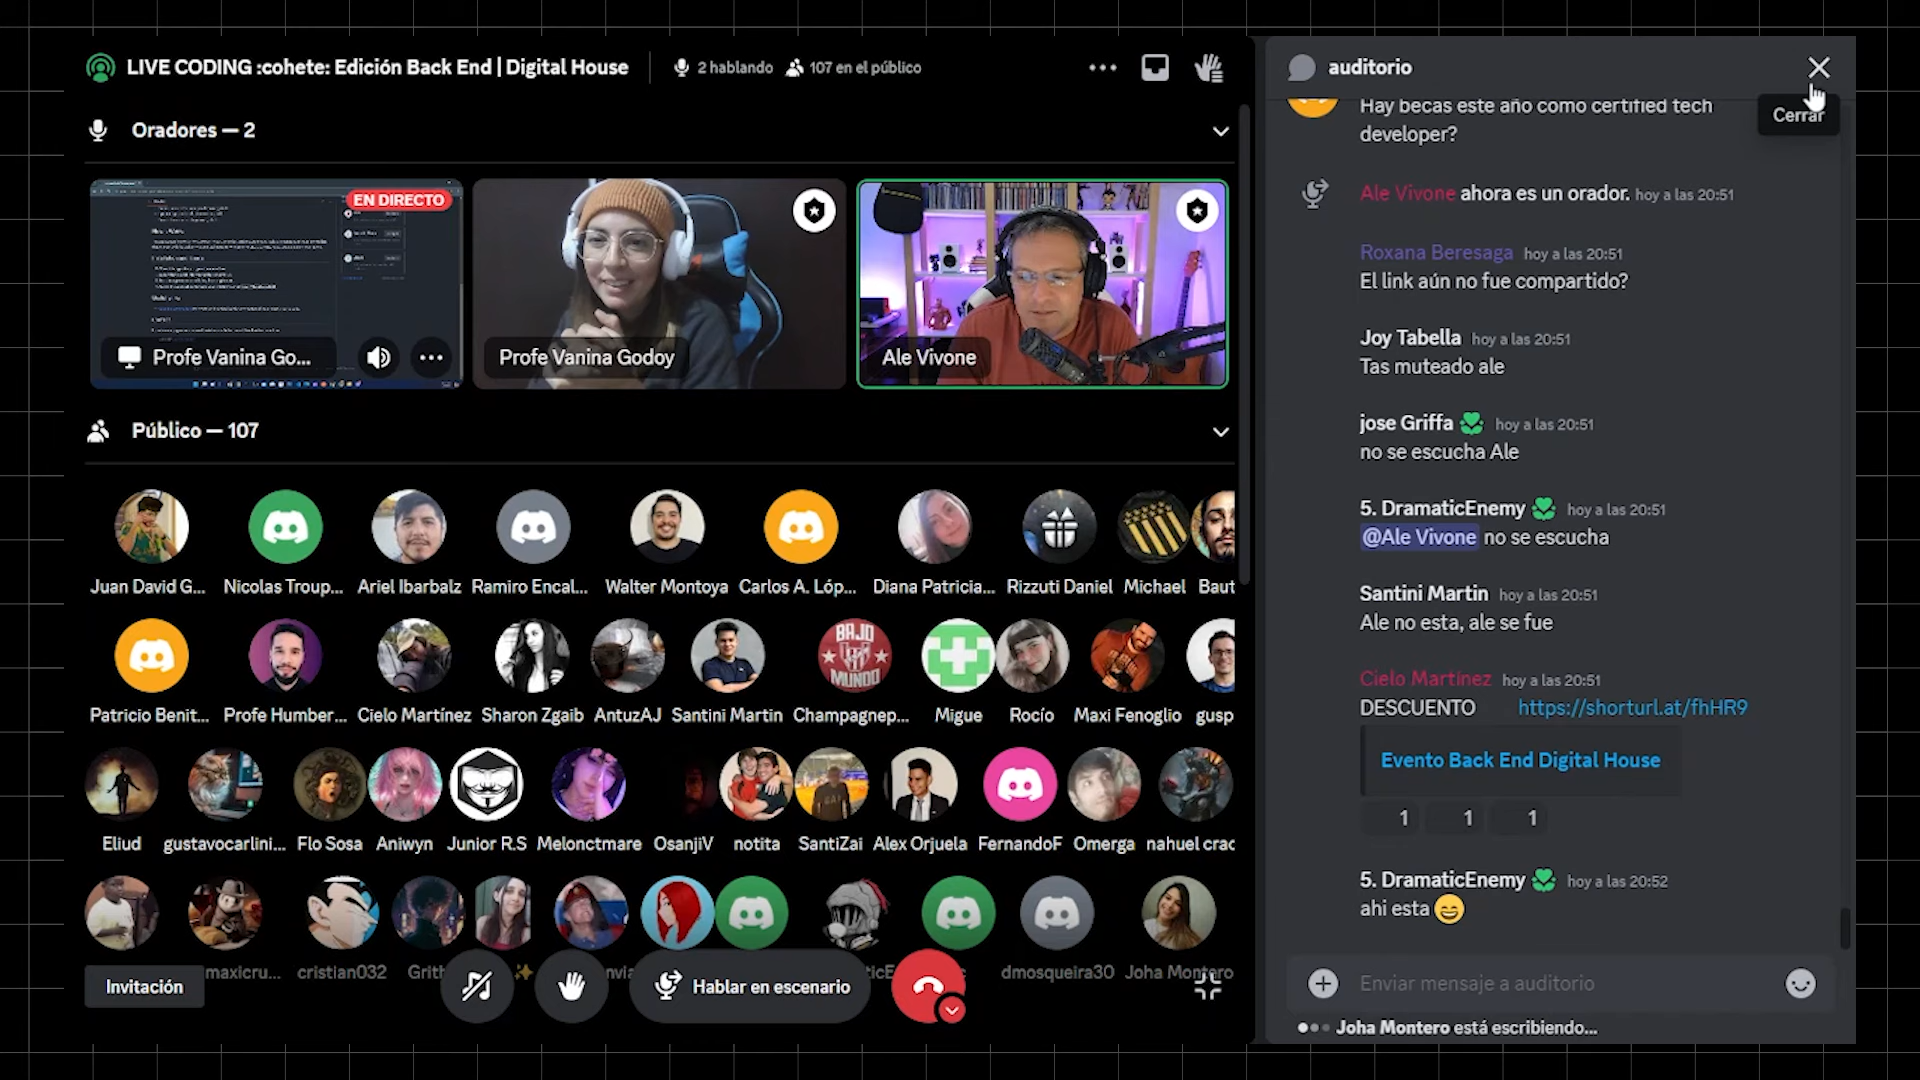 LIVE CODING :cohete: Edición Back End | Digital House
2 hablando
107 en el público
Oradores — 2
EN DIRECTO
Profe Vanina Go...
Profe Vanina Godoy
Ale Vivone
Público — 107
Juan David G...
Nicolas Troup...
Ariel Ibarbalz
Ramiro Encal...
Walter Montoya
Carlos A. Lóp...
Diana Patricia...
Rizzuti Daniel
Michael
Baut
BAJO
MUNDO
Patricio Benit...
Profe Humber...
Cielo Martínez
Sharon Zgaib
AntuzAJ
Santini Martin
Champagnep...
Migue
Rocío
Maxi Fenoglio
gusp
Eliud
gustavocarlini...
Flo Sosa
Aniwyn
Junior R.S
Melonctmare
OsanjiV
notita
SantiZai
Alex Orjuela
FernandoF
Omerga
nahuel crac
maxicru...
cristian032
Grith
dmosqueira30
Joha Montero
Invitación
Hablar en escenario
auditorio
Cerrar
Hay becas este año como certified tech
developer?
Ale Vivone ahora es un orador. hoy a las 20:51
Roxana Beresaga hoy a las 20:51
El link aún no fue compartido?
Joy Tabella hoy a las 20:51
Tas muteado ale
jose Griffa hoy a las 20:51
no se escucha Ale
5. DramaticEnemy hoy a las 20:51
@Ale Vivone no se escucha
Santini Martin hoy a las 20:51
Ale no esta, ale se fue
Cielo Martínez hoy a las 20:51
DESCUENTO https://shorturl.at/fhHR9
Evento Back End Digital House
1 1 1
5. DramaticEnemy hoy a las 20:52
ahi esta 😄
Enviar mensaje a auditorio
Joha Montero está escribiendo...